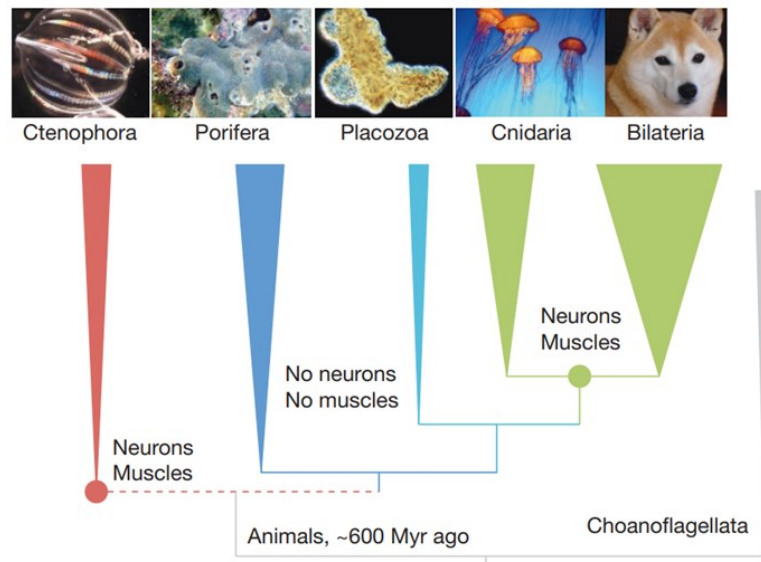 Ctenophora
Porifera
Placozoa
Cnidaria
Bilateria
Neurons
Muscles
No neurons
No muscles
Neurons
Muscles
Choanoflagellata
Animals, ~600 Myr ago